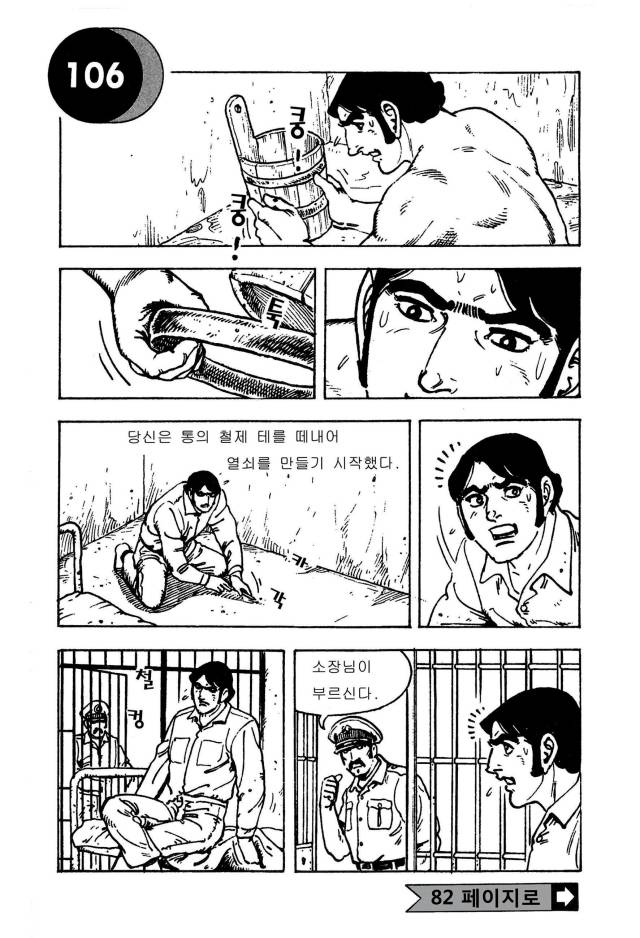 106
쿵!
쿵!
툭
당신은 통의 철제 테를 떼내어
열쇠를 만들기 시작했다.
카
각
철
컹
소장님이
부르신다.
82 페이지로